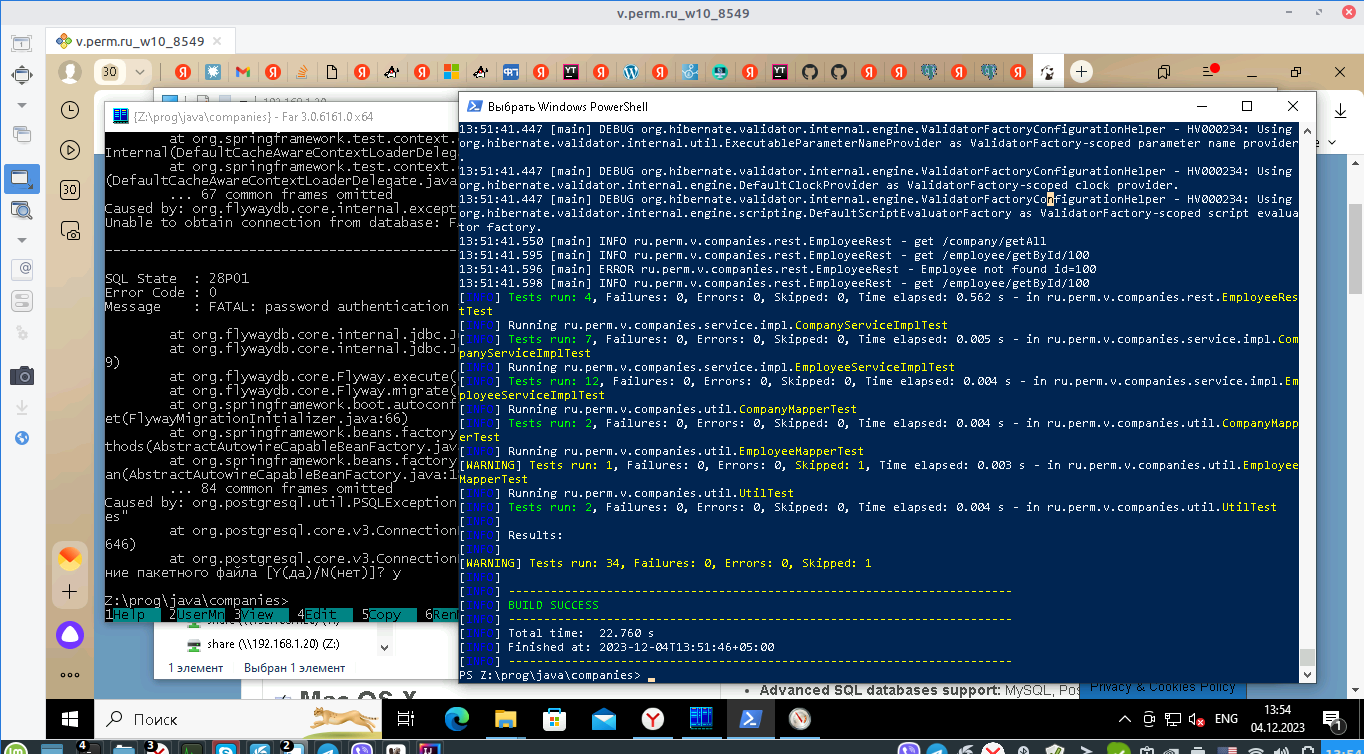 v.perm.ru_w10_8549
v.perm.ru_w10_8549
30
30
{Z:\prog\java\companies} - Far 3.0.6161.0 x64
at org.springframework.test.context.
Internal(DefaultCacheAwareContextLoaderDeleg
at org.springframework.test.context.
(DefaultCacheAwareContextLoaderDelegate.java
... 67 common frames omitted
Caused by: org.flywaydb.core.internal.except
Unable to obtain connection from database: F
--------------------------------------------
SQL State  : 28P01
Error Code : 0
Message    : FATAL: password authentication
at org.flywaydb.core.internal.jdbc.J
at org.flywaydb.core.internal.jdbc.J
9)
at org.flywaydb.core.Flyway.execute(
at org.flywaydb.core.Flyway.migrate(
at org.springframework.boot.autoconf
et(FlywayMigrationInitializer.java:66)
at org.springframework.beans.factory
thods(AbstractAutowireCapableBeanFactory.jav
at org.springframework.beans.factory
an(AbstractAutowireCapableBeanFactory.java:1
... 84 common frames omitted
Caused by: org.postgresql.util.PSQLException
es"
at org.postgresql.core.v3.Connection
646)
at org.postgresql.core.v3.Connection
ние пакетного файла [Y(да)/N(нет)]? y
Z:\prog\java\companies>
1Help 2UserMn 3View 4Edit 5Copy 6Ren
share (\\192.168.1.20) (Z:)
1 элемент Выбран 1 элемент
Выбрать Windows PowerShell
13:51:41.447 [main] DEBUG org.hibernate.validator.internal.engine.ValidatorFactoryConfigurationHelper - HV000234: Using
org.hibernate.validator.internal.util.ExecutableParameterNameProvider as ValidatorFactory-scoped parameter name provider
.
13:51:41.447 [main] DEBUG org.hibernate.validator.internal.engine.ValidatorFactoryConfigurationHelper - HV000234: Using
org.hibernate.validator.internal.engine.DefaultClockProvider as ValidatorFactory-scoped clock provider.
13:51:41.447 [main] DEBUG org.hibernate.validator.internal.engine.ValidatorFactoryConfigurationHelper - HV000234: Using
org.hibernate.validator.internal.engine.scripting.DefaultScriptEvaluatorFactory as ValidatorFactory-scoped script evalua
tor factory.
13:51:41.550 [main] INFO ru.perm.v.companies.rest.EmployeeRest - get /company/getAll
13:51:41.595 [main] INFO ru.perm.v.companies.rest.EmployeeRest - get /employee/getById/100
13:51:41.596 [main] ERROR ru.perm.v.companies.rest.EmployeeRest - Employee not found id=100
13:51:41.598 [main] INFO ru.perm.v.companies.rest.EmployeeRest - get /employee/getById/100
[INFO] Tests run: 4, Failures: 0, Errors: 0, Skipped: 0, Time elapsed: 0.562 s - in ru.perm.v.companies.rest.EmployeeRes
tTest
[INFO] Running ru.perm.v.companies.service.impl.CompanyServiceImplTest
[INFO] Tests run: 7, Failures: 0, Errors: 0, Skipped: 0, Time elapsed: 0.005 s - in ru.perm.v.companies.service.impl.Com
panyServiceImplTest
[INFO] Running ru.perm.v.companies.service.impl.EmployeeServiceImplTest
[INFO] Tests run: 12, Failures: 0, Errors: 0, Skipped: 0, Time elapsed: 0.004 s - in ru.perm.v.companies.service.impl.Em
ployeeServiceImplTest
[INFO] Running ru.perm.v.companies.util.CompanyMapperTest
[INFO] Tests run: 2, Failures: 0, Errors: 0, Skipped: 0, Time elapsed: 0.004 s - in ru.perm.v.companies.util.CompanyMapp
erTest
[INFO] Running ru.perm.v.companies.util.EmployeeMapperTest
[WARNING] Tests run: 1, Failures: 0, Errors: 0, Skipped: 1, Time elapsed: 0.003 s - in ru.perm.v.companies.util.Employee
MapperTest
[INFO] Running ru.perm.v.companies.util.UtilTest
[INFO] Tests run: 2, Failures: 0, Errors: 0, Skipped: 0, Time elapsed: 0.004 s - in ru.perm.v.companies.util.UtilTest
[INFO]
[INFO] Results:
[INFO]
[WARNING] Tests run: 34, Failures: 0, Errors: 0, Skipped: 1
[INFO]
[INFO] ------------------------------------------------------------------------
[INFO] BUILD SUCCESS
[INFO] ------------------------------------------------------------------------
[INFO] Total time:  22.760 s
[INFO] Finished at: 2023-12-04T13:51:46+05:00
[INFO] ------------------------------------------------------------------------
PS Z:\prog\java\companies>
Mac OS X
• Advanced SQL databases support: MySQL, Pos
Privacy & Cookies Policy
Поиск
ENG
13:54
04.12.2023
1
4
3
2
13:54